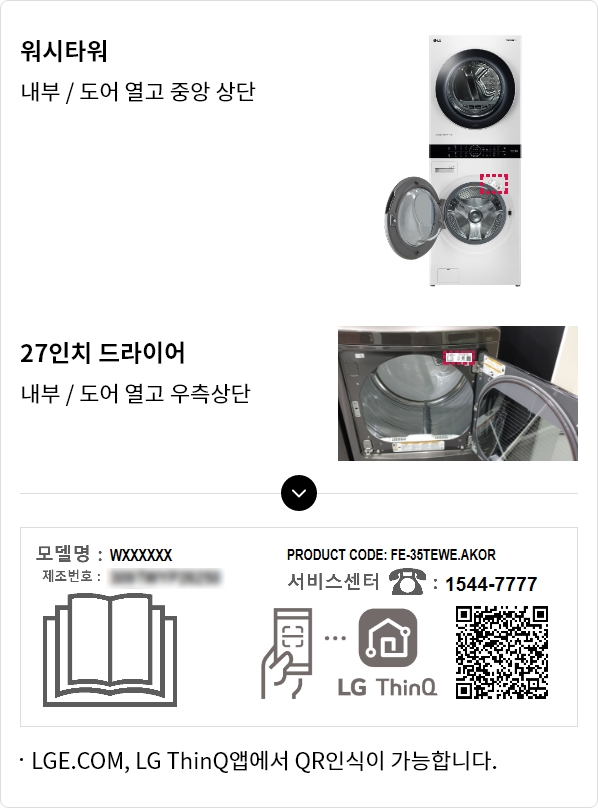 워시타워
내부 / 도어 열고 중앙 상단
LG
27인치 드라이어
내부 / 도어 열고 우측상단
모델명 : WXXXXXX
PRODUCT CODE: FE-35TEWE.AKOR
제조번호 :
서비스센터 : 1544-7777
LG ThinQ
· LGE.COM, LG ThinQ앱에서 QR인식이 가능합니다.